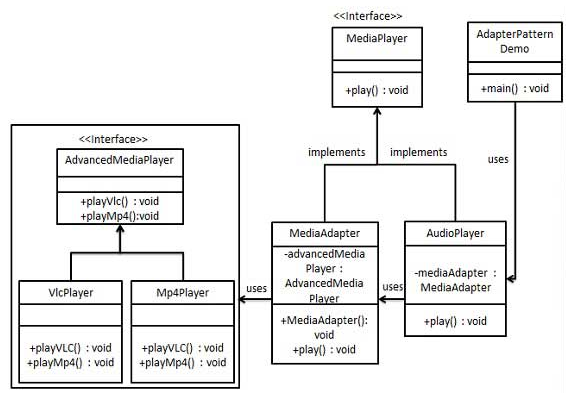 <<Interface>>
MediaPlayer
+play() : void
AdapterPattern
Demo
+main() : void
implements
implements
uses
<<Interface>>
AdvancedMediaPlayer
+playVlc() : void
+playMp4():void
VlcPlayer
+playVLC() : void
+playMp4() : void
Mp4Player
+playVLC() : void
+playMp4() : void
uses
MediaAdapter
-advancedMedia
Player :
AdvancedMedia
Player
+MediaAdapter():
void
+play() : void
uses
AudioPlayer
-mediaAdapter :
MediaAdapter
+play() : void